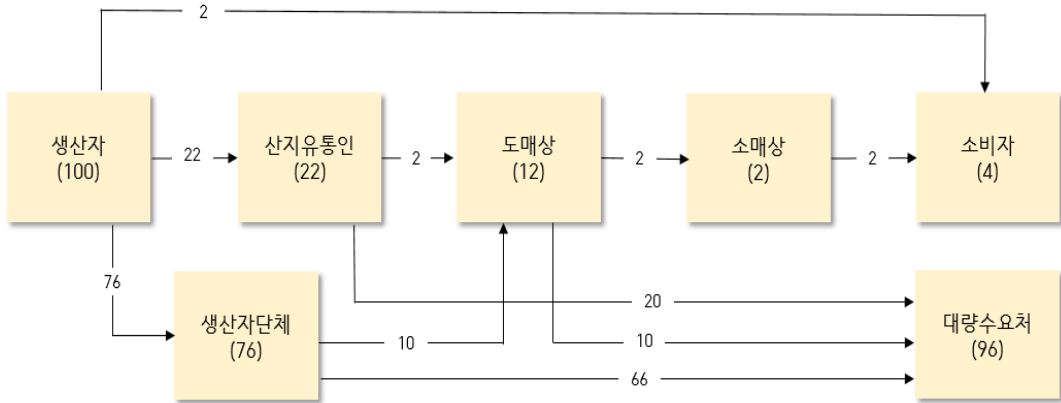 2
생산자
(100)
22
산지유통인
(22)
2
도매상
(12)
2
소매상
(2)
2
소비자
(4)
76
생산자단체
(76)
10
20
10
66
대량수요처
(96)